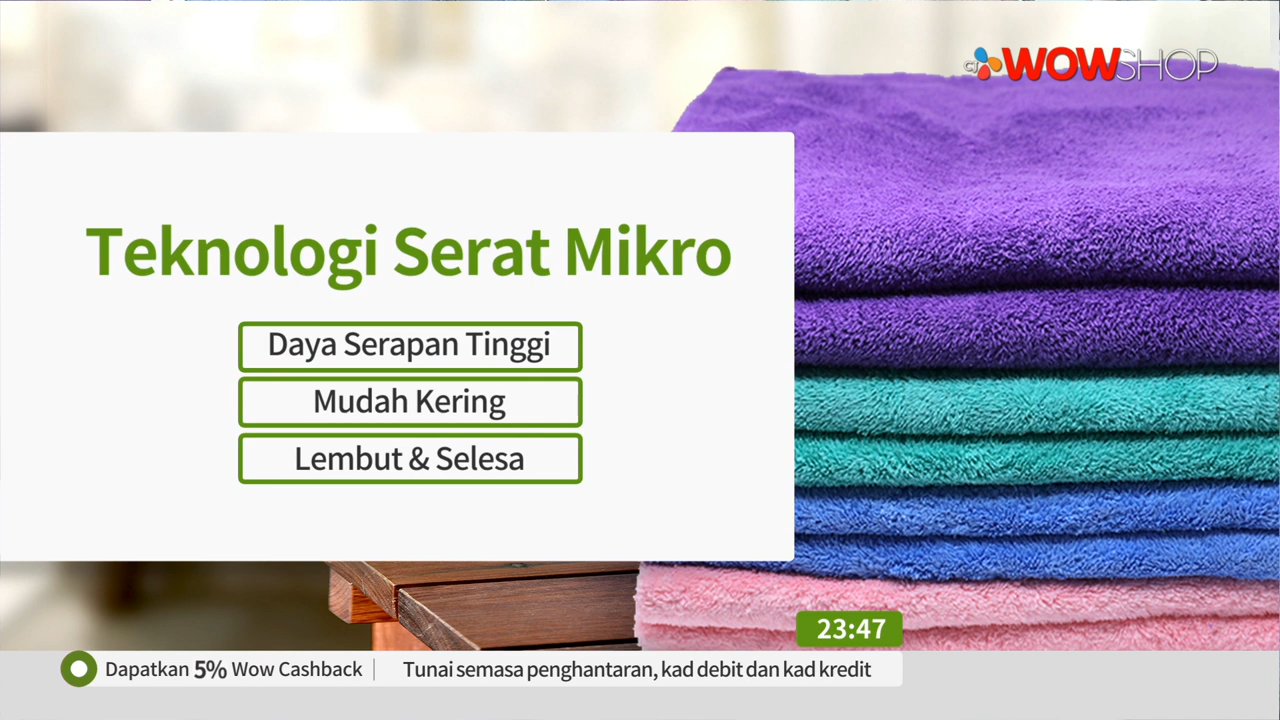 CJ WOWSHOP
Teknologi Serat Mikro
Daya Serapan Tinggi
Mudah Kering
Lembut & Selesa
23:47
Dapatkan 5% Wow Cashback | Tunai semasa penghantaran, kad debit dan kad kredit